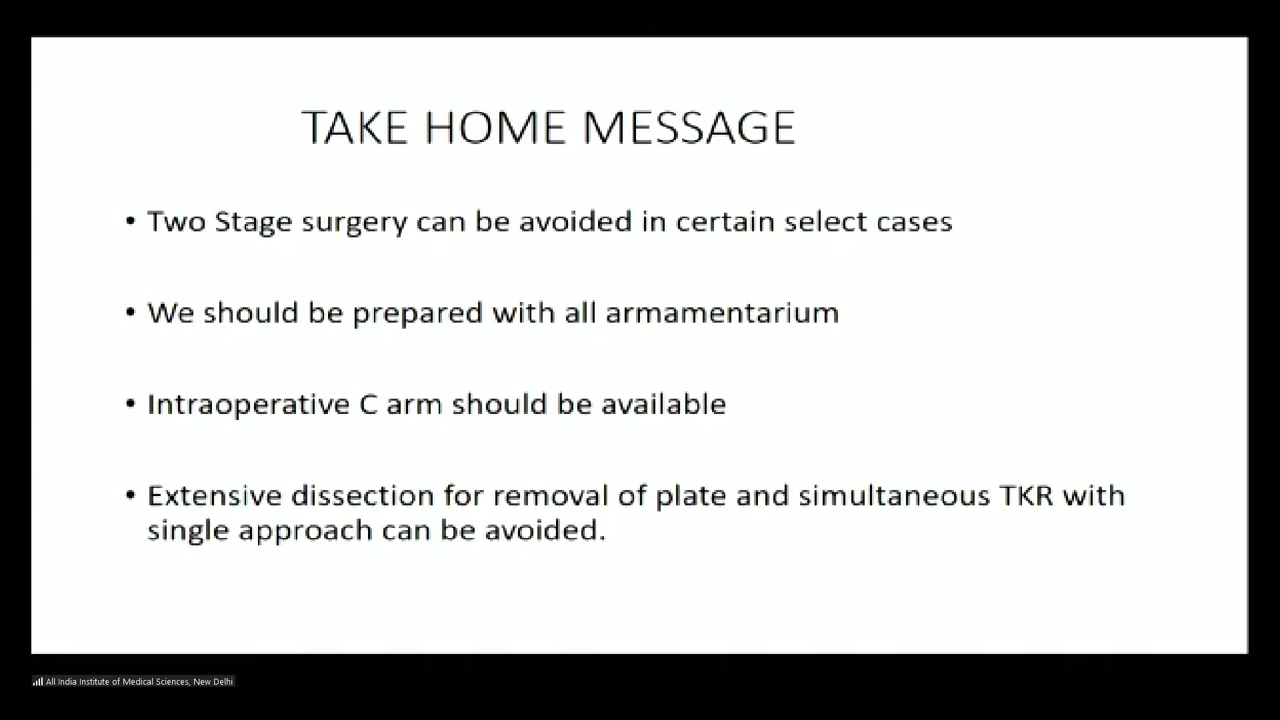 TAKE HOME MESSAGE
• Two Stage surgery can be avoided in certain select cases
• We should be prepared with all armamentarium
• Intraoperative C arm should be available
• Extensive dissection for removal of plate and simultaneous TKR with
single approach can be avoided.
All India Institute of Medical Sciences, New Delhi